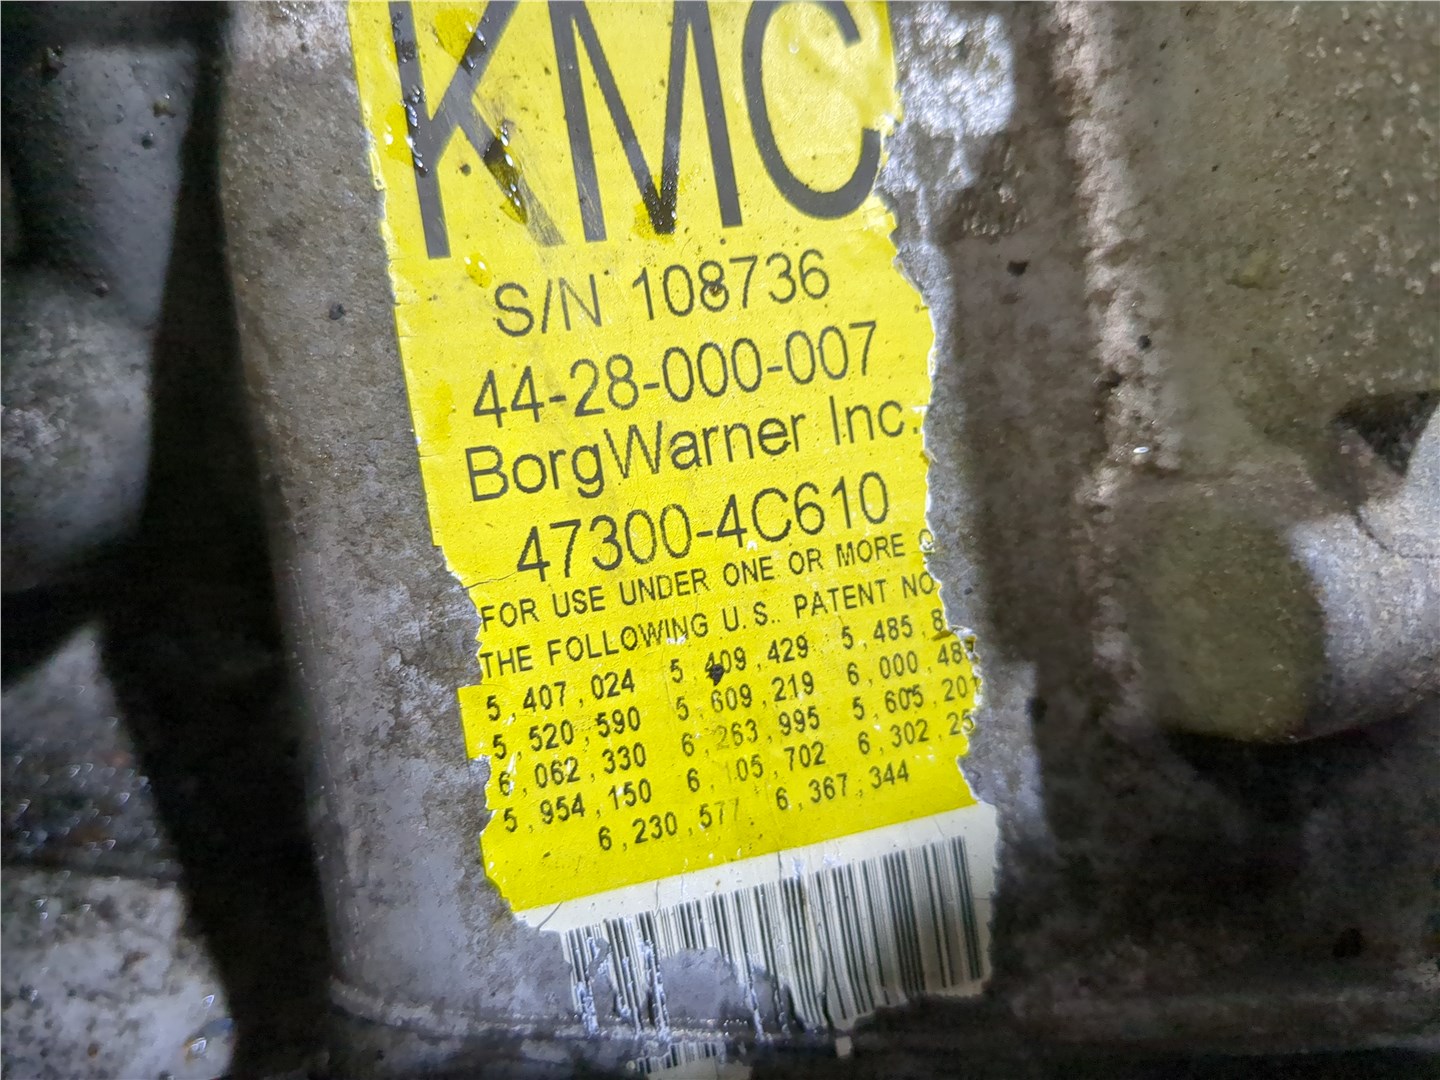 KMC
S/N 108736
44-28-000-007
BorgWarner Inc.
47300-4C610
FOR USE UNDER ONE OR MORE
THE FOLLOWING U.S.. PATENT NO
5,407,024 5,409,429 5,485,8
5,520,590 5,609,219 6,000,487
6,062,330 6,263,995 5,605,201
5,954,150 6,105,702 6,302,25
6,230,577 6,367,344